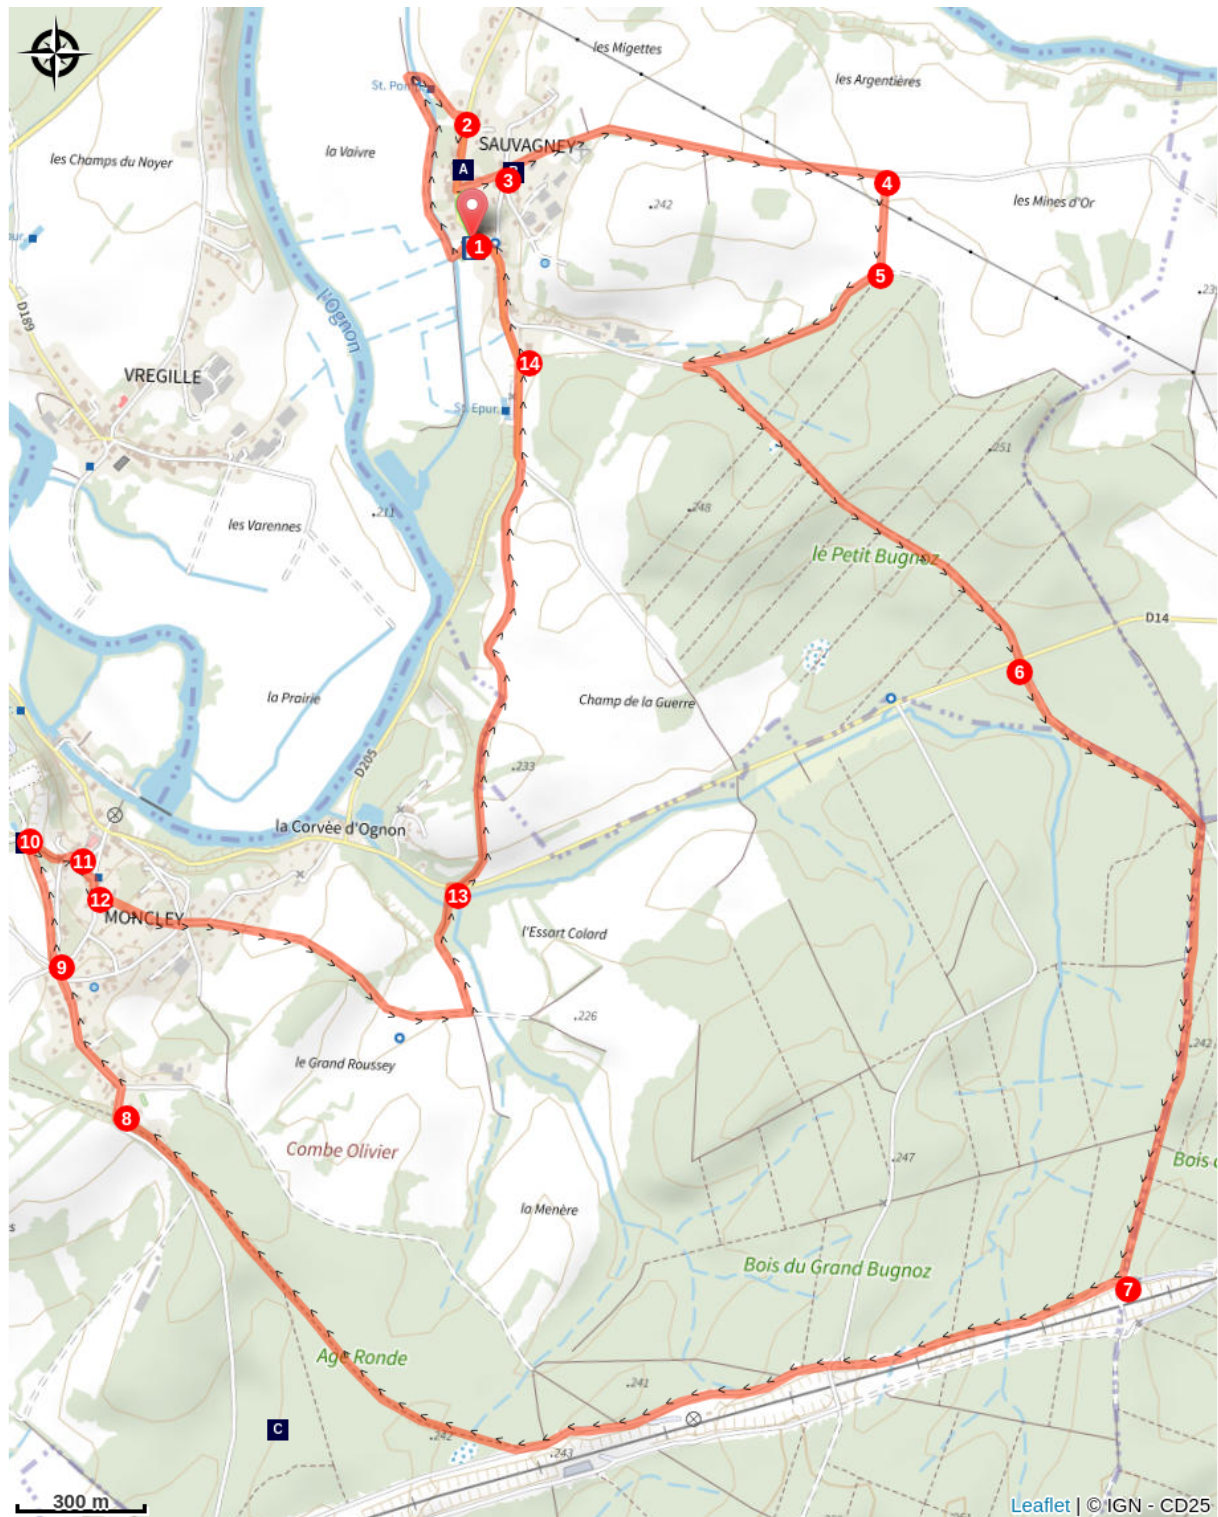 les Migettes
les Argentières
St. Pomp.
2
SAUVAGNEY
les Champs du Noyer
la Vaivre
A
3
4
les Mines d'Or
.242
1
5
l'Ognon
D189
14
VREGILLE
St. Epur.
.251
.248
.211
les Varennes
le Petit Bugnoz
D14
6
la Prairie
Champ de la Guerre
D205
.233
la Corvée d'Ognon
10
11
13
12
MONCLEY
l'Essart Colard
9
.226
.242
le Grand Roussey
8
Combe Olivier
.247
Bois
la Menère
Bois du Grand Bugnoz
7
Age Ronde
.241
C
.242
.243
300 m
Leaflet | © IGN - CD25